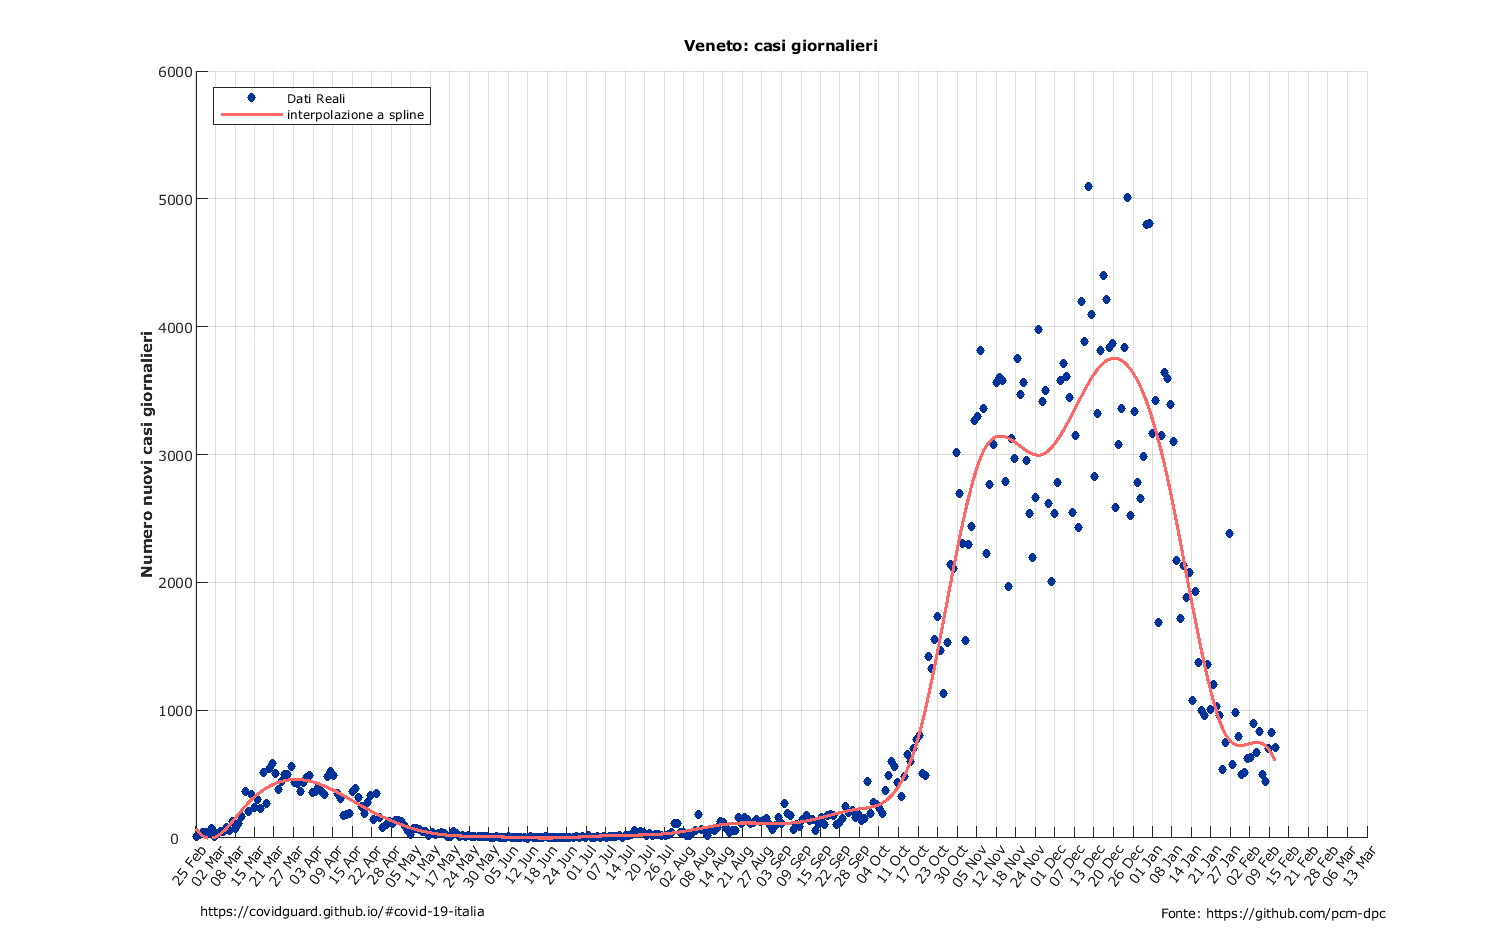 Veneto: casi giornalieri
6000
5000
4000
3000
2000
1000
0
Dati Reali
interpolazione a spline
Numero nuovi casi giornalieri
25 Feb
02 Mar
08 Mar
15 Mar
21 Mar
27 Mar
03 Apr
09 Apr
15 Apr
22 Apr
28 Apr
05 May
11 May
17 May
24 May
30 May
05 Jun
12 Jun
18 Jun
24 Jun
01 Jul
07 Jul
14 Jul
20 Jul
26 Jul
02 Aug
08 Aug
14 Aug
21 Aug
27 Aug
03 Sep
09 Sep
15 Sep
22 Sep
28 Sep
04 Oct
11 Oct
17 Oct
23 Oct
30 Oct
05 Nov
12 Nov
18 Nov
24 Nov
01 Dec
07 Dec
13 Dec
20 Dec
26 Dec
01 Jan
08 Jan
14 Jan
21 Jan
27 Jan
02 Feb
09 Feb
15 Feb
21 Feb
28 Feb
06 Mar
13 Mar
https://covidguard.github.io/#covid-19-italia
Fonte: https://github.com/pcm-dpc